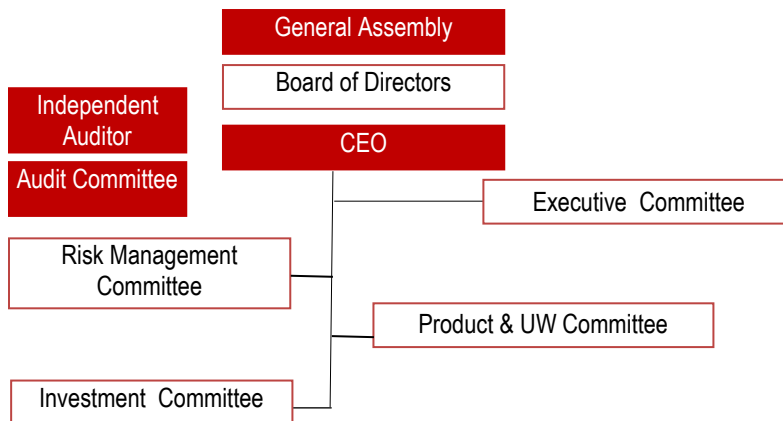 General Assembly
Board of Directors
Independent
Auditor
CEO
Audit Committee
Executive Committee
Risk Management
Committee
Product & UW Committee
Investment Committee